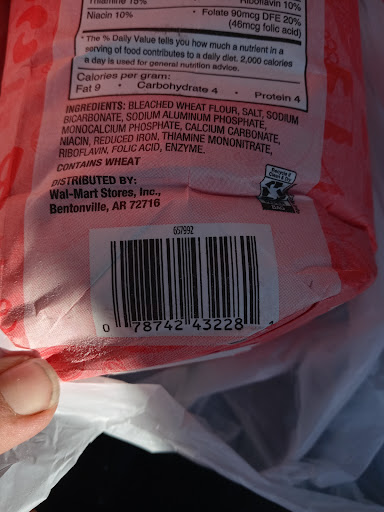 Thiamine 15% • Riboflavin 10%
Niacin 10% • Folate 90mcg DFE 20%
(46mcg folic acid)
* The % Daily Value tells you how much a nutrient in a
serving of food contributes to a daily diet. 2,000 calories
a day is used for general nutrition advice.
Calories per gram:
Fat 9 • Carbohydrate 4 • Protein 4
INGREDIENTS: BLEACHED WHEAT FLOUR, SALT, SODIUM
BICARBONATE, SODIUM ALUMINUM PHOSPHATE,
MONOCALCIUM PHOSPHATE, CALCIUM CARBONATE,
NIACIN, REDUCED IRON, THIAMINE MONONITRATE,
RIBOFLAVIN, FOLIC ACID, ENZYME.
CONTAINS WHEAT
DISTRIBUTED BY:
Wal-Mart Stores, Inc.,
Bentonville, AR 72716
657992
0 78742 43228 4